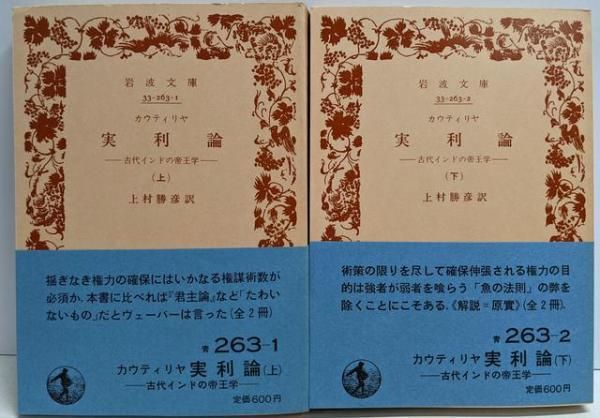 岩波文庫
33-263-1
カウティリヤ
実利論
―古代インドの帝王学―
(上)
上村勝彦訳
揺ぎなき権力の確保にはいかなる権謀術数が
必須か．本書に比べれば『君主論』など「たわい
ないもの」だとヴェーバーは言った(全2冊)
青 263-1
カウティリヤ 実利論(上)
―古代インドの帝王学―
定価600円
岩波文庫
33-263-2
カウティリヤ
実利論
―古代インドの帝王学―
(下)
上村勝彦訳
術策の限りを尽して確保伸張される権力の目
的は強者が弱者を喰らう「魚の法則」の弊を
除くことにこそある．《解説＝原實》(全2冊)．
青 263-2
カウティリヤ 実利論(下)
―古代インドの帝王学―
定価600円